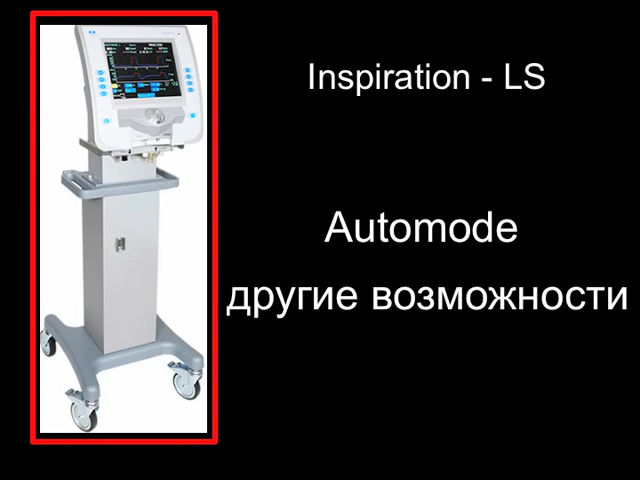 Inspiration - LS
Automode
другие возможности